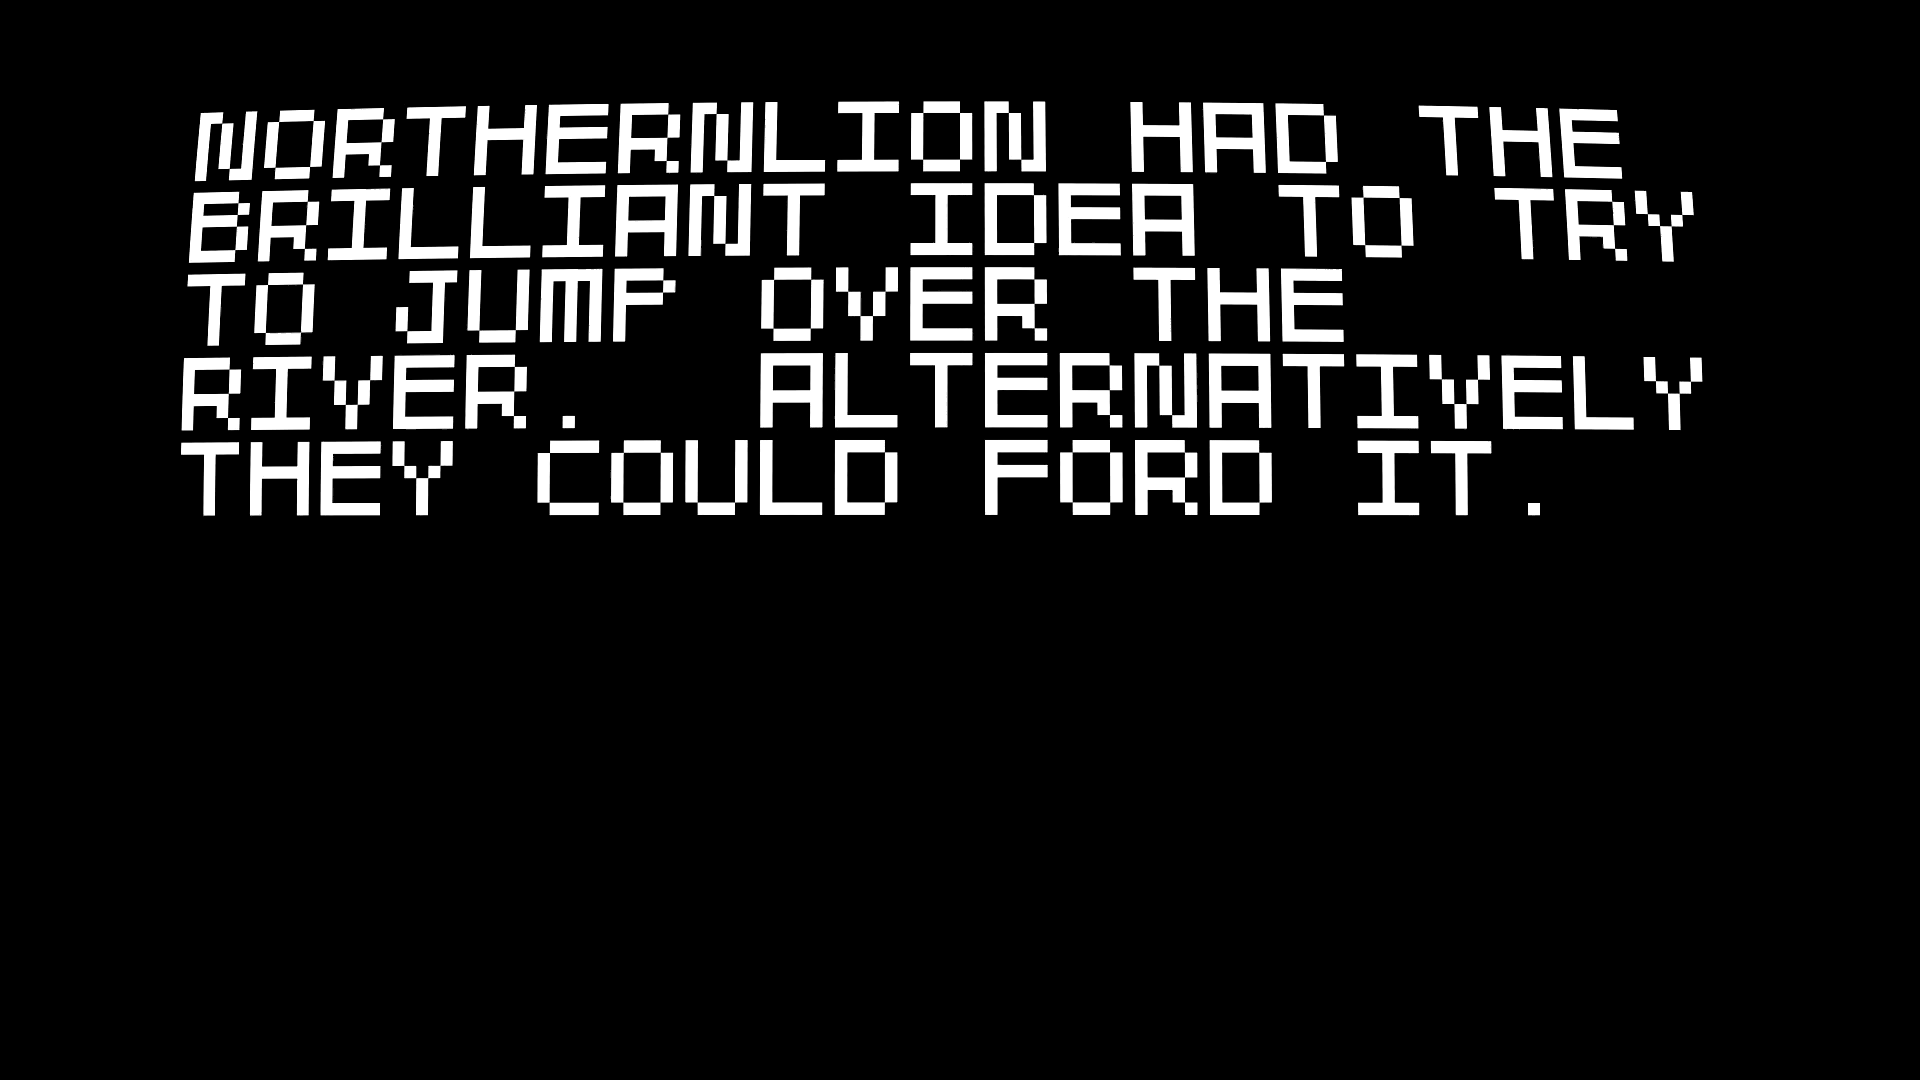 NORTHERNLION HAD THE
BRILLIANT IDEA TO TRY
TO JUMP OVER THE
RIVER.  ALTERNATIVELY
THEY COULD FORD IT.